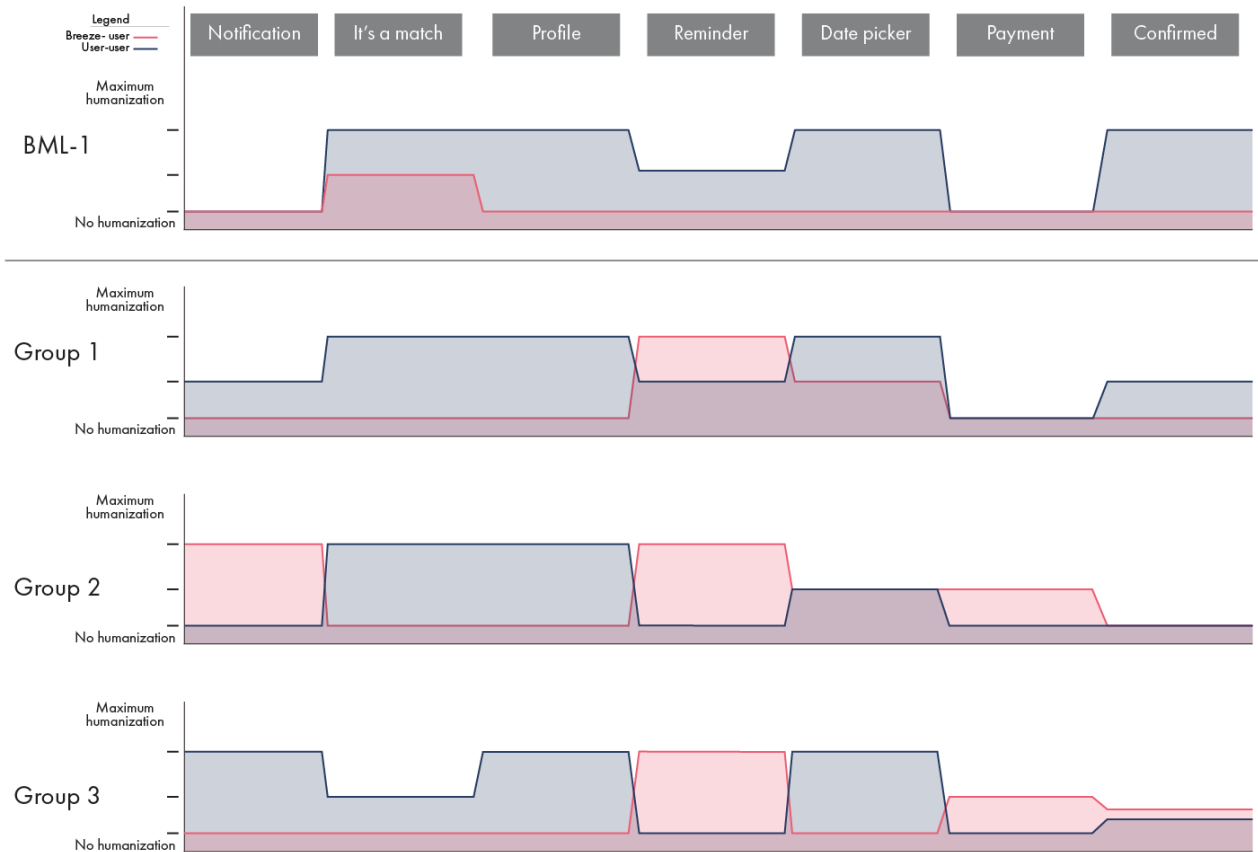 Legend
Breeze- user
User-user
Notification
It's a match
Profile
Reminder
Date picker
Payment
Confirmed
Maximum
humanization
BML-1
No humanization
Maximum
humanization
Group 1
No humanization
Maximum
humanization
Group 2
No humanization
Maximum
humanization
Group 3
No humanization